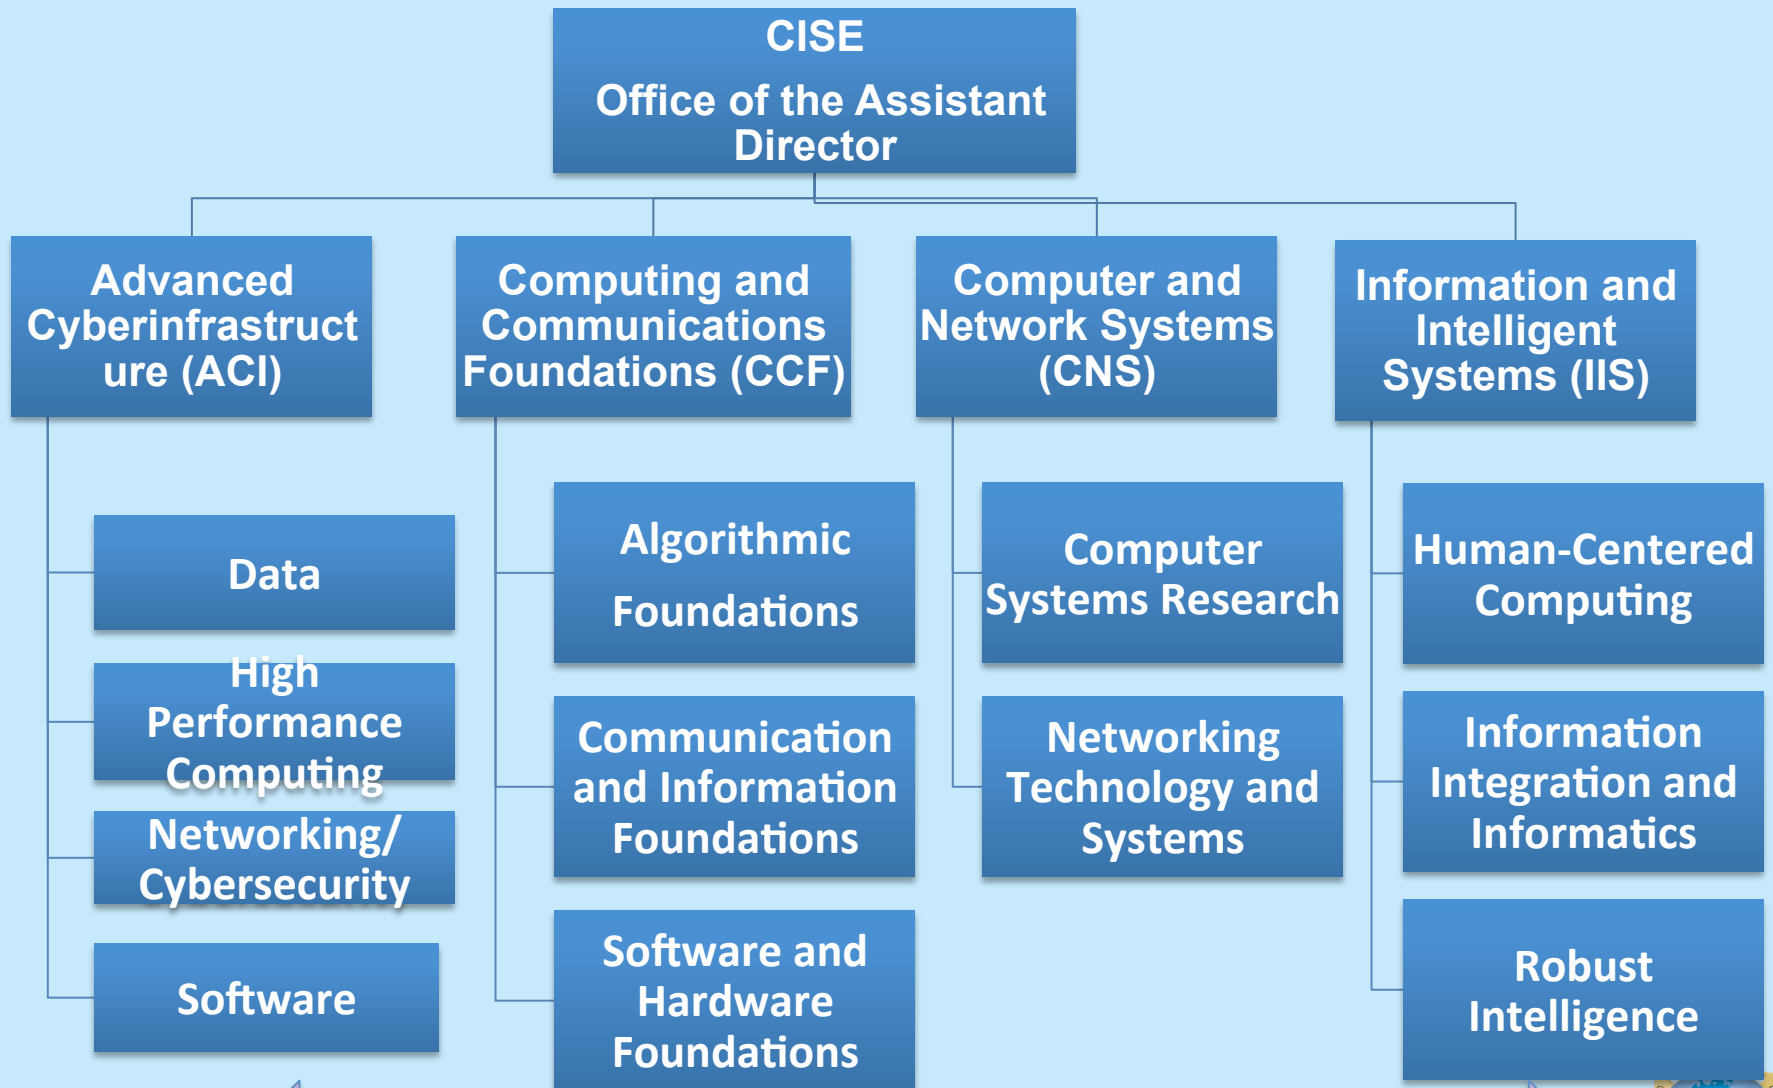 CISE
Office of the Assistant
Director
Advanced
Cyberinfrastruct
ure (ACI)
Computing and
Communications
Foundations (CCF)
Computer and
Network Systems
(CNS)
Information and
Intelligent
Systems (IIS)
Data
High
Performance
Computing
Networking/
Cybersecurity
Software
Algorithmic
Foundations
Communication
and Information
Foundations
Software and
Hardware
Foundations
Computer
Systems Research
Networking
Technology and
Systems
Human-Centered
Computing
Information
Integration and
Informatics
Robust
Intelligence